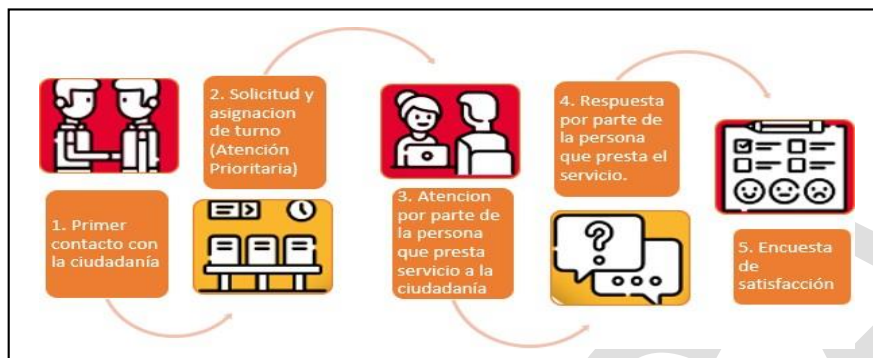 1. Primer
contacto con
la ciudadanía
2. Solicitud y
asignacion
de turno
(Atención
Prioritaria)
3. Atencion
por parte de
la persona
que presta
servicio a la
ciudadanía
4. Respuesta
por parte de
la persona
que presta el
servicio.
5. Encuesta
de
satisfacción